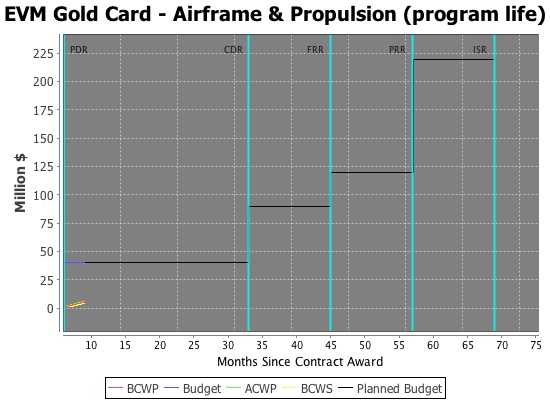 EVM Gold Card - Airframe & Propulsion (program life)
PDR CDR FRR PRR ISR
225
200
175
150
125
100
75
50
25
0
Million $
10 15 20 25 30 35 45 50 55 60 65 70 75
Months Since Contract Award
BCWP Budget ACWP BCWS Planned Budget